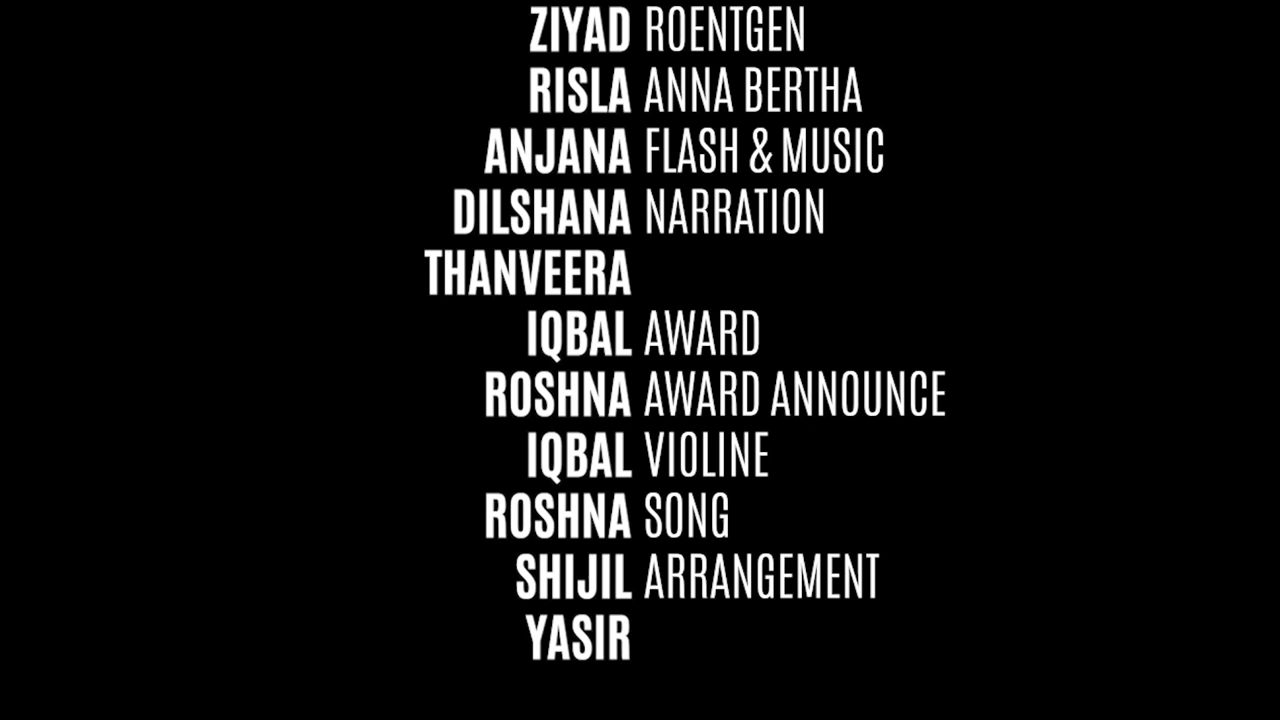 ZIYAD ROENTGEN
RISLA ANNA BERTHA
ANJANA FLASH & MUSIC
DILSHANA NARRATION
THANVEERA
IQBAL AWARD
ROSHNA AWARD ANNOUNCE
IQBAL VIOLINE
ROSHNA SONG
SHIJIL ARRANGEMENT
YASIR